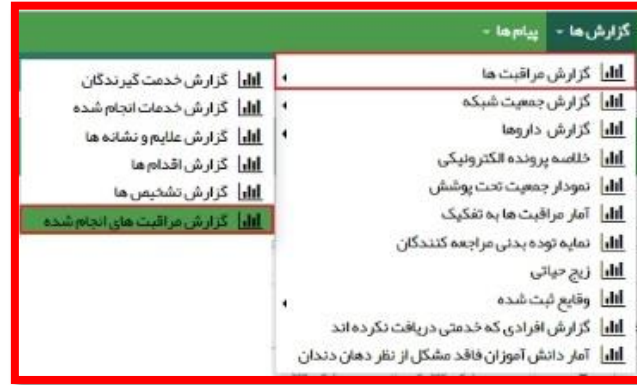 گزارش ها
پیام ها
گزارش مراقبت ها
گزارش جمعیت شبکه
گزارش داروها
خلاصه پرونده الکترونیکی
نمودار جمعیت تحت پوشش
آمار مراقبت ها به تفکیک
نمایه توده بدنی مراجعه کنندگان
زیج حیاتی
وقایع ثبت شده
گزارش افرادی که خدمتی دریافت نکرده اند
آمار دانش آموزان فاقد مشکل از نظر دهان دندان
گزارش خدمت گیرندگان
گزارش خدمات انجام شده
گزارش علایم و نشانه ها
گزارش اقدام ها
گزارش تشخیص ها
گزارش مراقبت های انجام شده